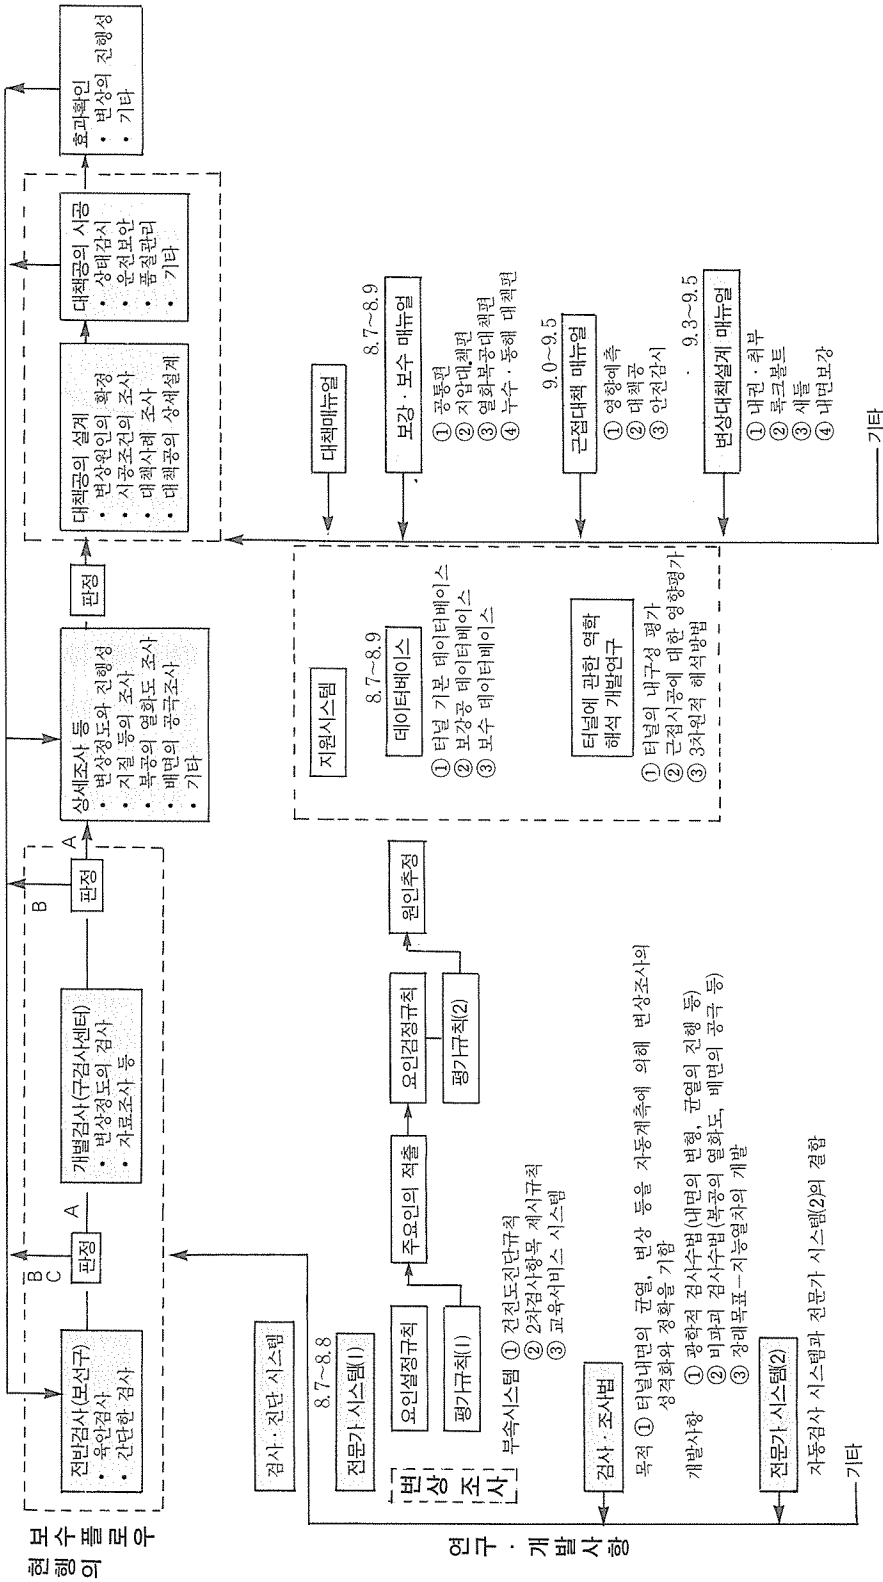 현행의
보수플로우
전반검사(보선구)
• 육안검사
• 간단한 검사
B
C
판정
A
개별검사(구검사센터)
• 변상정도의 검사
• 자료조사 등
B
판정
A
상세조사 등
• 변상정도와 진행성
• 지질 등의 조사
• 복공의 열화도 조사
• 배면의 공극조사
• 기타
판정
대책공의 설계
• 변상원인의 확정
• 시공조건의 조사
• 대책사례 조사
• 대책공의 상세설계
대책공의 시공
• 상태감시
• 운전보안
• 품질관리
• 기타
효과확인
• 변상의 진행성
• 기타
연구 · 개발사항
검사 · 진단 시스템
8.7~8.8
전문가 시스템(1)
변상조사
요인설정규칙
평가규칙(1)
주요인의 적출
요인검정규칙
평가규칙(2)
원인추정
부속시스템 ① 건전도진단규칙
② 2차검사항목 제시규칙
③ 교육서비스 시스템
검사 · 조사법
목적 ① 터널내면의 균열, 변상 등을 자동계측에 의해 변상조사의
성격화와 정확을 기함
개발사항 ① 광학적 검사수법(내면의 변형, 균열의 진행 등)
② 비파괴 검사수법(복공의 열화도, 배면의 공극 등)
③ 장래목표–지능열차의 개발
전문가 시스템(2)
자동검사 시스템과 전문가 시스템(2)의 결합
기타
지원시스템
8.7~8.9
데이터베이스
① 터널 기본 데이터베이스
② 보강공 데이터베이스
③ 보수 데이터베이스
터널에 관한 역학
해석 개발연구
① 터널의 내구성 평가
② 근접시공에 대한 영향평가
③ 3차원적 해석방법
대책매뉴얼
8.7~8.9
보강 · 보수 매뉴얼
① 공통편
② 지압대책편
③ 열화복공대책편
④ 누수 · 동해 대책편
9.0~9.5
근접대책 매뉴얼
① 영향예측
② 대책공
③ 안전감시
9.3~9.5
변상대책설계 매뉴얼
① 내권 · 취부
② 록크볼트
③ 새들
④ 내면보강
기타